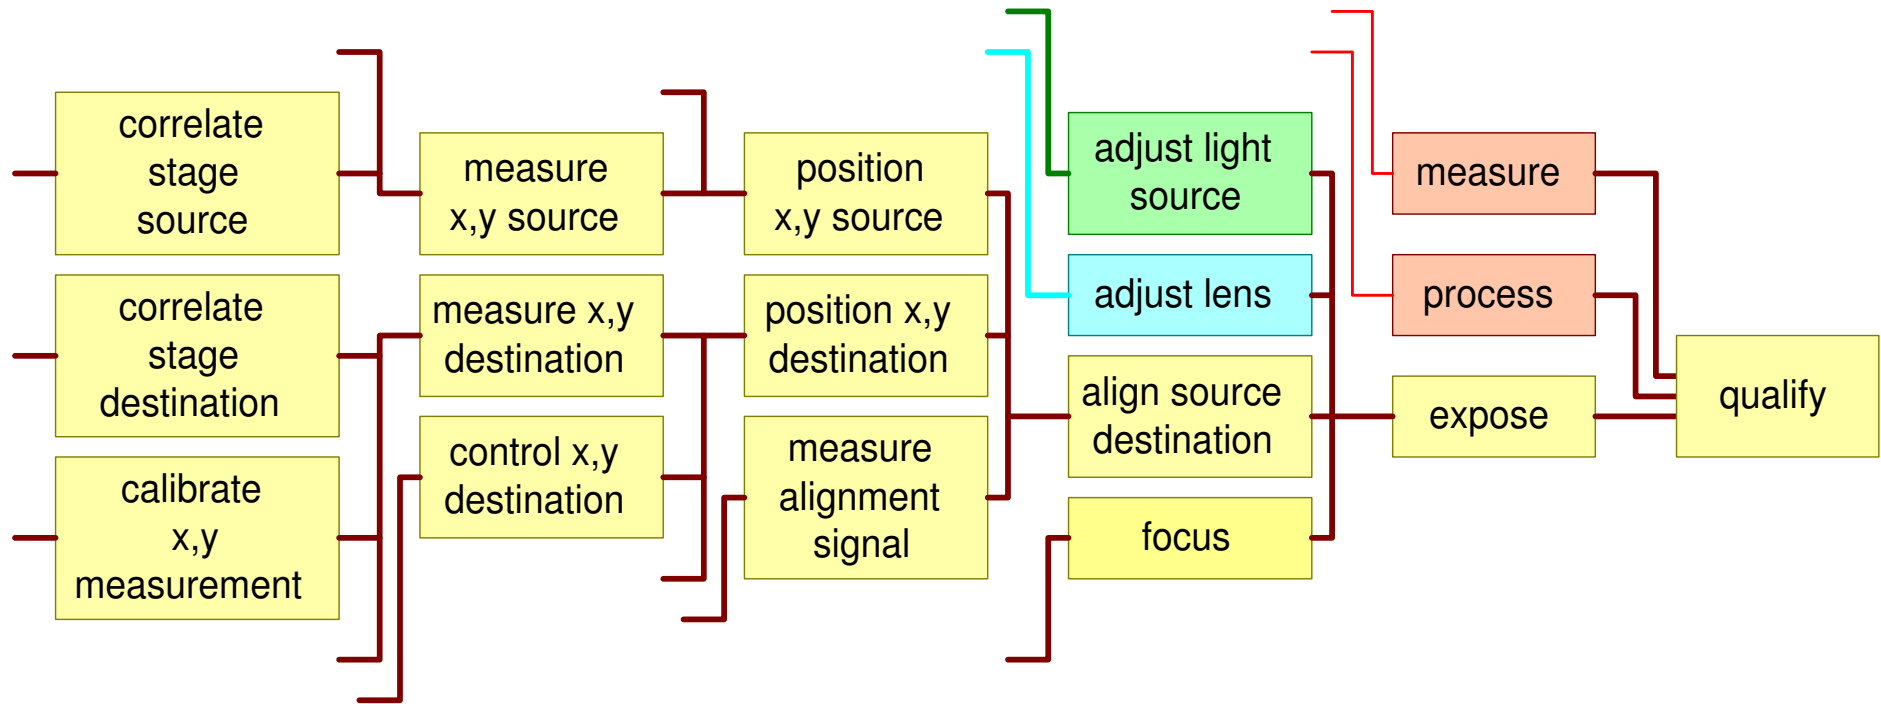 correlate
stage
source
correlate
stage
destination
calibrate
x,y
measurement
measure
x,y source
measure x,y
destination
control x,y
destination
position
x,y source
position x,y
destination
measure
alignment
signal
adjust light
source
adjust lens
align source
destination
focus
measure
process
expose
qualify